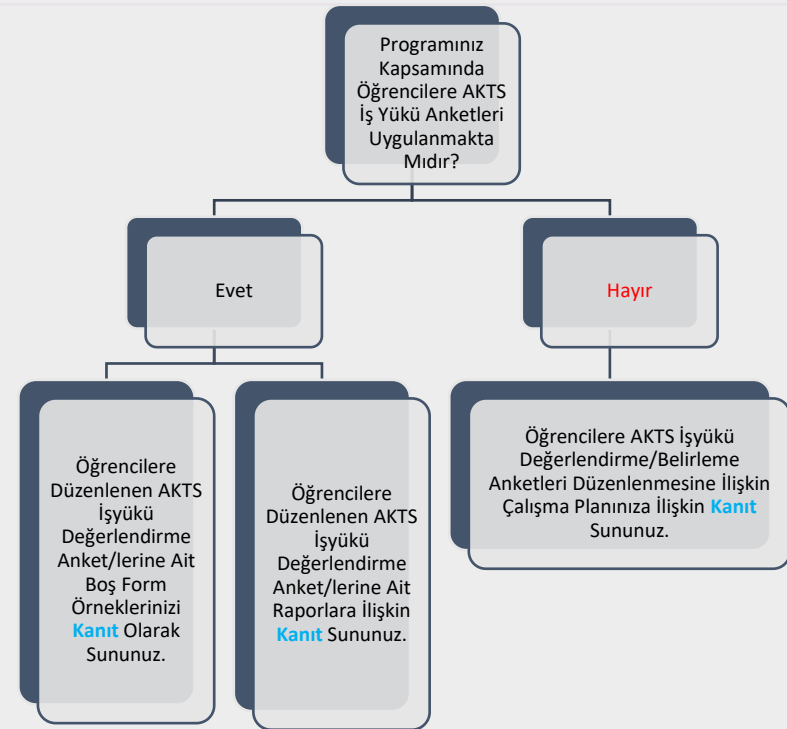 Programınız
Kapsamında
Öğrencilere AKTS
İş Yükü Anketleri
Uygulanmakta
Mıdır?
Evet
Hayır
Öğrencilere
Düzenlenen AKTS
İşyükü
Değerlendirme
Anket/lerine Ait
Boş Form
Örneklerinizi
Kanıt Olarak
Sununuz.
Öğrencilere
Düzenlenen AKTS
İşyükü
Değerlendirme
Anket/lerine Ait
Raporlara İlişkin
Kanıt Sununuz.
Öğrencilere AKTS İşyükü
Değerlendirme/Belirleme
Anketleri Düzenlenmesine İlişkin
Çalışma Planınıza İlişkin Kanıt
Sununuz.